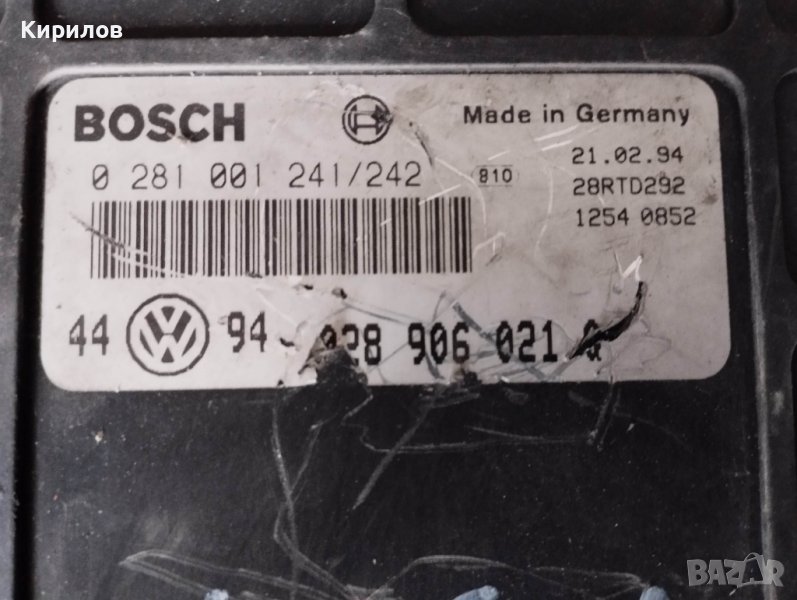 Кирилов
BOSCH
Made in Germany
0 281 001 241/242
810
21.02.94
28RTD292
1254 0852
44 94 028 906 021 Q
BAZAR